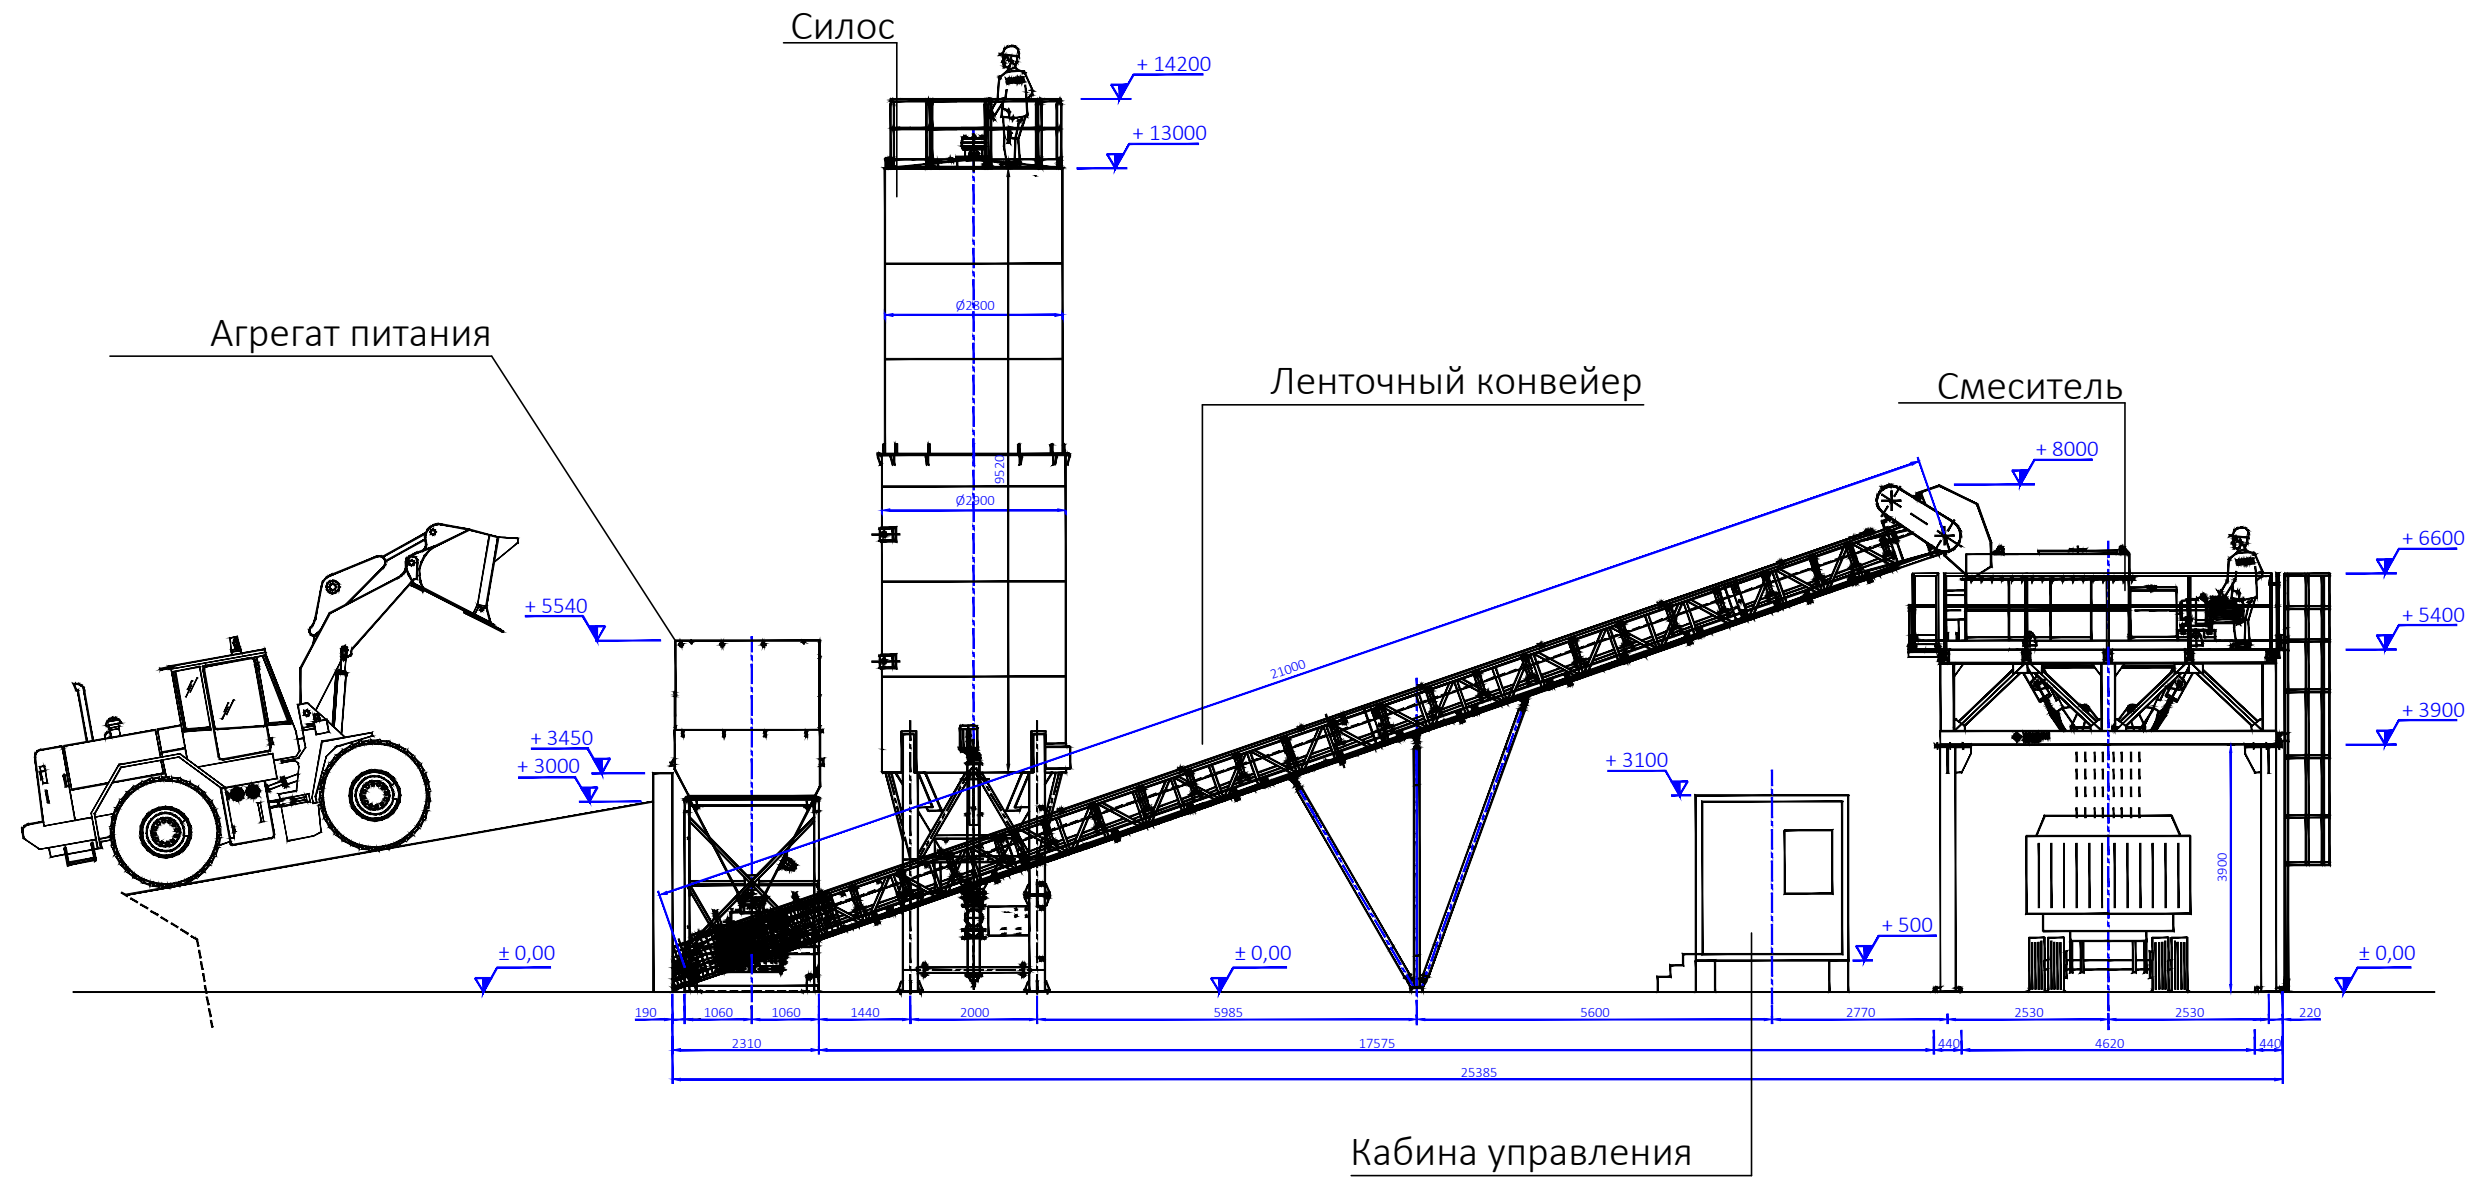 Силос
+ 14200
+ 13000
Ø2800
Агрегат питания
Ленточный конвейер
Смеситель
+ 8000
9520
Ø2900
+ 6600
+ 5540
+ 5400
21000
+ 3900
+ 3450
+ 3000
+ 3100
3900
+ 500
± 0,00
± 0,00
± 0,00
190 1060 1060 1440 2000 5985 5600 2770 2530 2530 220
2310 17575 440 4620 440
25385
Кабина управления